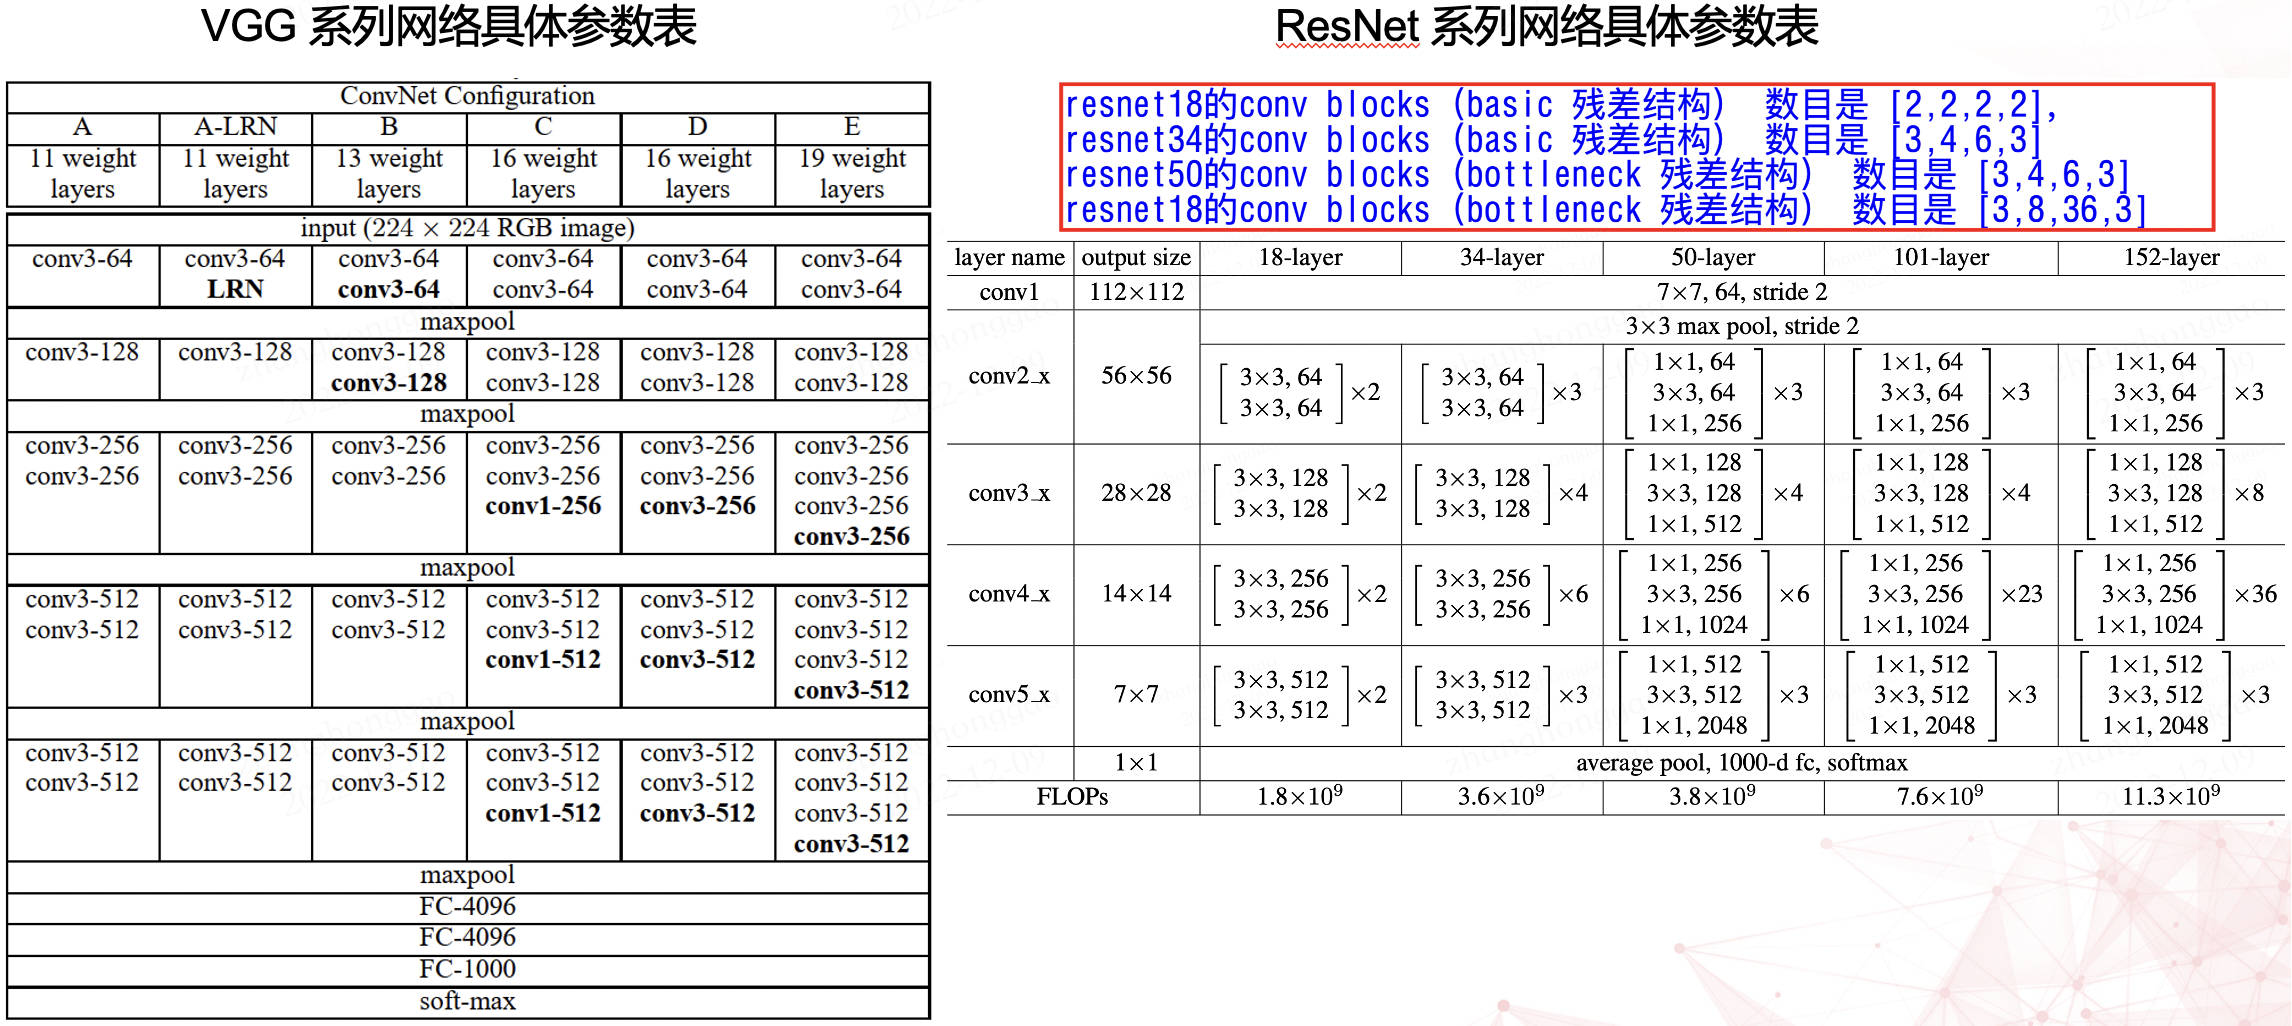 VGG 系列网络具体参数表
ConvNet Configuration
A A-LRN B C D E
11 weight layers 11 weight layers 13 weight layers 16 weight layers 16 weight layers 19 weight layers
input (224 × 224 RGB image)
conv3-64 conv3-64 conv3-64 conv3-64 conv3-64 conv3-64
LRN conv3-64 conv3-64 conv3-64 conv3-64
maxpool
conv3-128 conv3-128 conv3-128 conv3-128 conv3-128 conv3-128
conv3-128 conv3-128 conv3-128 conv3-128
maxpool
conv3-256 conv3-256 conv3-256 conv3-256 conv3-256 conv3-256
conv3-256 conv3-256 conv3-256 conv3-256 conv3-256 conv3-256
conv1-256 conv3-256 conv3-256
conv3-256
maxpool
conv3-512 conv3-512 conv3-512 conv3-512 conv3-512 conv3-512
conv3-512 conv3-512 conv3-512 conv3-512 conv3-512 conv3-512
conv1-512 conv3-512 conv3-512
conv3-512
maxpool
conv3-512 conv3-512 conv3-512 conv3-512 conv3-512 conv3-512
conv3-512 conv3-512 conv3-512 conv3-512 conv3-512 conv3-512
conv1-512 conv3-512 conv3-512
conv3-512
maxpool
FC-4096
FC-4096
FC-1000
soft-max
ResNet 系列网络具体参数表
resnet18的conv blocks (basic 残差结构) 数目是 [2,2,2,2],
resnet34的conv blocks (basic 残差结构) 数目是 [3,4,6,3]
resnet50的conv blocks (bottleneck 残差结构) 数目是 [3,4,6,3]
resnet18的conv blocks (bottleneck 残差结构) 数目是 [3,8,36,3]
layer name output size 18-layer 34-layer 50-layer 101-layer 152-layer
conv1 112×112 7×7, 64, stride 2
3×3 max pool, stride 2
1×1, 64 1×1, 64 1×1, 64
conv2_x 56×56 3×3, 64 ×2 3×3, 64 ×3 3×3, 64 ×3 3×3, 64 ×3 3×3, 64 ×3
3×3, 64 3×3, 64 1×1, 256 1×1, 256 1×1, 256
1×1, 128 1×1, 128 1×1, 128
conv3_x 28×28 3×3, 128 ×2 3×3, 128 ×4 3×3, 128 ×4 3×3, 128 ×4 3×3, 128 ×8
3×3, 128 3×3, 128 1×1, 512 1×1, 512 1×1, 512
1×1, 256 1×1, 256 1×1, 256
conv4_x 14×14 3×3, 256 ×2 3×3, 256 ×6 3×3, 256 ×6 3×3, 256 ×23 3×3, 256 ×36
3×3, 256 3×3, 256 1×1, 1024 1×1, 1024 1×1, 1024
1×1, 512 1×1, 512 1×1, 512
conv5_x 7×7 3×3, 512 ×2 3×3, 512 ×3 3×3, 512 ×3 3×3, 512 ×3 3×3, 512 ×3
3×3, 512 3×3, 512 1×1, 2048 1×1, 2048 1×1, 2048
1×1 average pool, 1000-d fc, softmax
FLOPs 1.8×10⁹ 3.6×10⁹ 3.8×10⁹ 7.6×10⁹ 11.3×10⁹